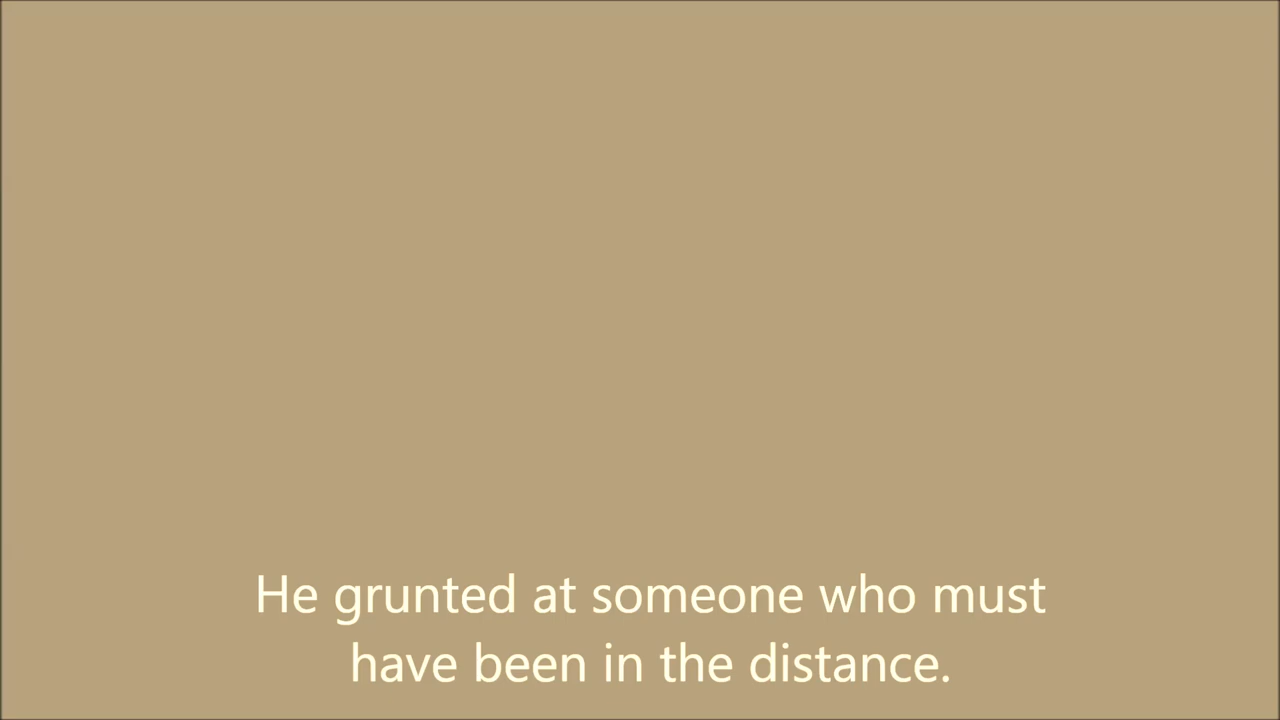 He grunted at someone who must
have been in the distance.